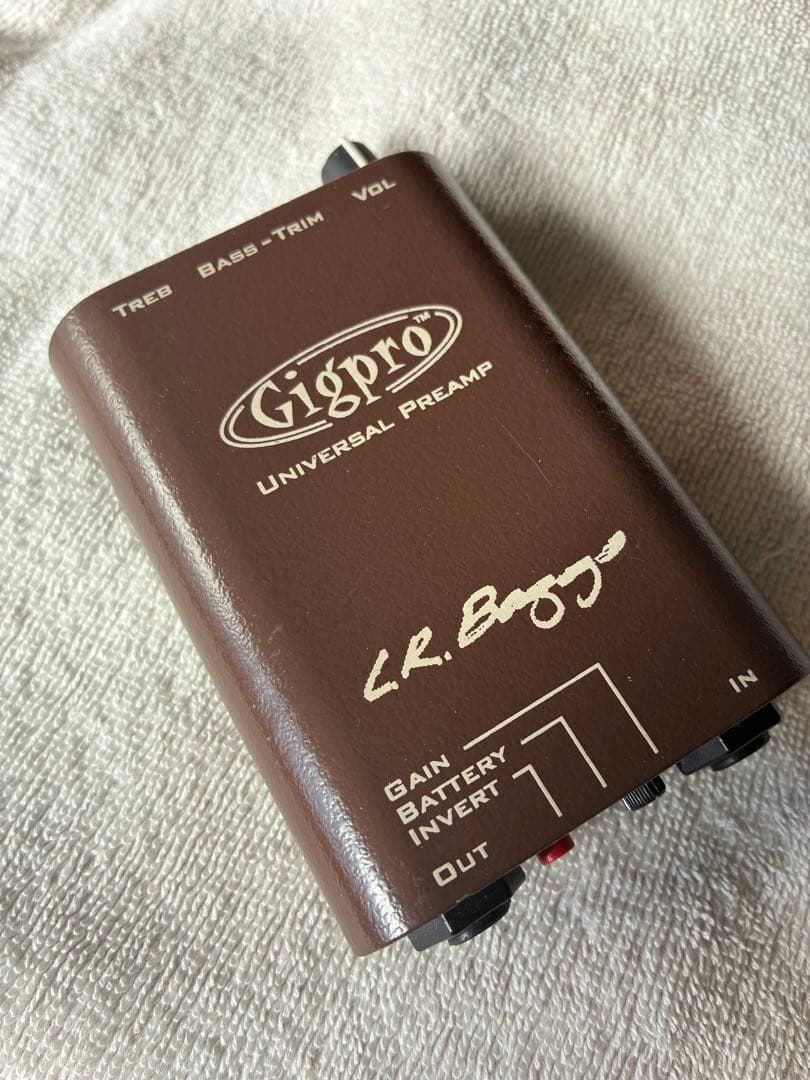 TREB BASS-TRIM VOL
Gigpro™
UNIVERSAL PREAMP
L.R. Baggs
IN
GAIN
BATTERY
INVERT
OUT